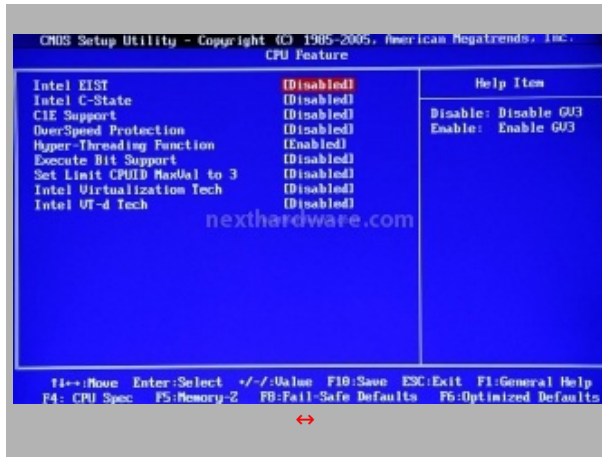 CMOS Setup Utility - Copyright (C) 1985-2005, American Megatrends, Inc.
CPU Feature
Intel EIST [Disabled] Help Item
Intel C-State [Disabled]
C1E Support [Disabled] Disable: Disable GV3
OverSpeed Protection [Disabled] Enable: Enable GV3
Hyper-Threading Function [Enabled]
Execute Bit Support [Disabled]
Set Limit CPUID MaxVal to 3 [Disabled]
Intel Virtualization Tech [Disabled]
Intel VT-d Tech [Disabled]
nexthardware.com
↑↓←→:Move Enter:Select +/-/:Value F10:Save ESC:Exit F1:General Help
F4: CPU Spec F5:Memory-Z F8:Fail-Safe Defaults F6:Optimized Defaults